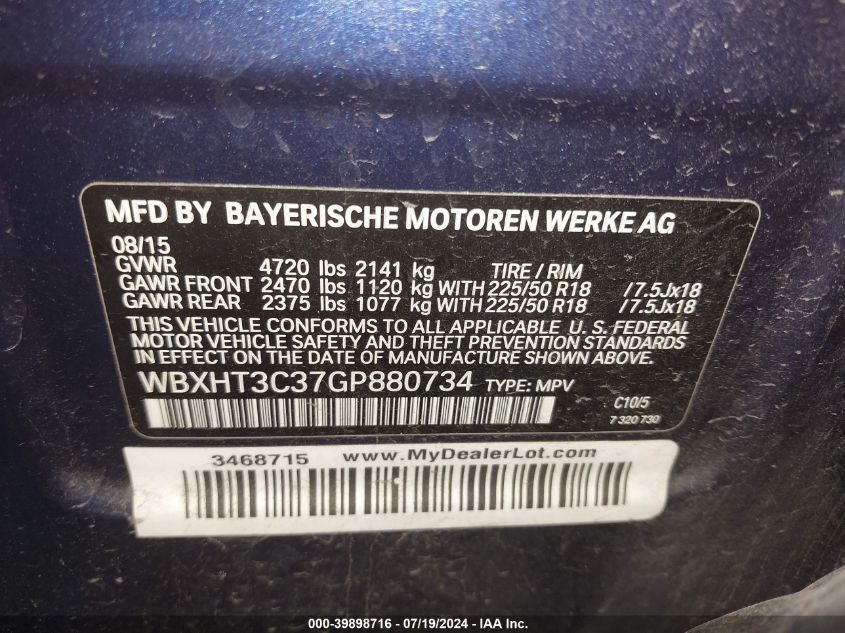 MFD BY BAYERISCHE MOTOREN WERKE AG
08/15
GVWR 4720 lbs 2141 kg TIRE / RIM
GAWR FRONT 2470 lbs 1120 kg WITH 225/50 R18 /7.5Jx18
GAWR REAR 2375 lbs 1077 kg WITH 225/50 R18 /7.5Jx18
THIS VEHICLE CONFORMS TO ALL APPLICABLE U.S. FEDERAL
MOTOR VEHICLE SAFETY AND THEFT PREVENTION STANDARDS
IN EFFECT ON THE DATE OF MANUFACTURE SHOWN ABOVE.
WBXHT3C37GP880734 TYPE: MPV
C10/5
7 320 730
3468715 www.MyDealerLot.com
000-39898716 - 07/19/2024 - IAA Inc.